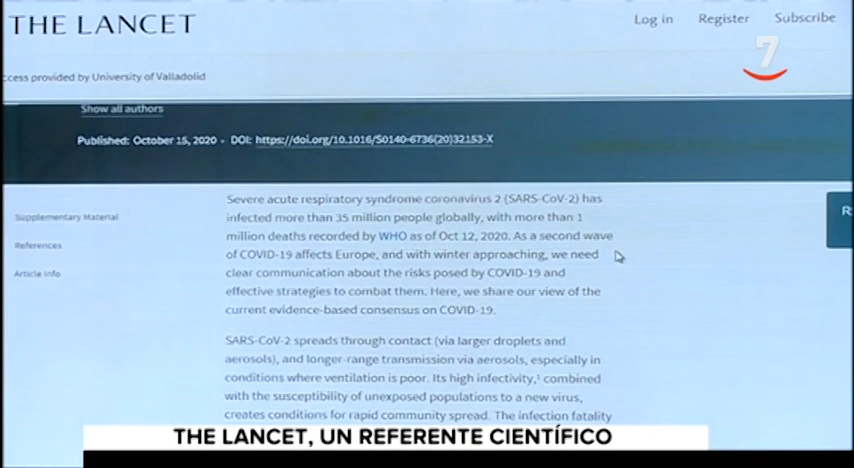 THE LANCET
Log in Register Subscribe
7
ccess provided by University of Valladolid
Show all authors
Published: October 15, 2020 • DOI: https://doi.org/10.1016/S0140-6736(20)32153-X
Supplementary Material
References
Article Info
Severe acute respiratory syndrome coronavirus 2 (SARS-CoV-2) has
infected more than 35 million people globally, with more than 1
million deaths recorded by WHO as of Oct 12, 2020. As a second wave
of COVID-19 affects Europe, and with winter approaching, we need
clear communication about the risks posed by COVID-19 and
effective strategies to combat them. Here, we share our view of the
current evidence-based consensus on COVID-19.
SARS-CoV-2 spreads through contact (via larger droplets and
aerosols), and longer-range transmission via aerosols, especially in
conditions where ventilation is poor. Its high infectivity,¹ combined
with the susceptibility of unexposed populations to a new virus,
creates conditions for rapid community spread. The infection fatality
R
THE LANCET, UN REFERENTE CIENTÍFICO